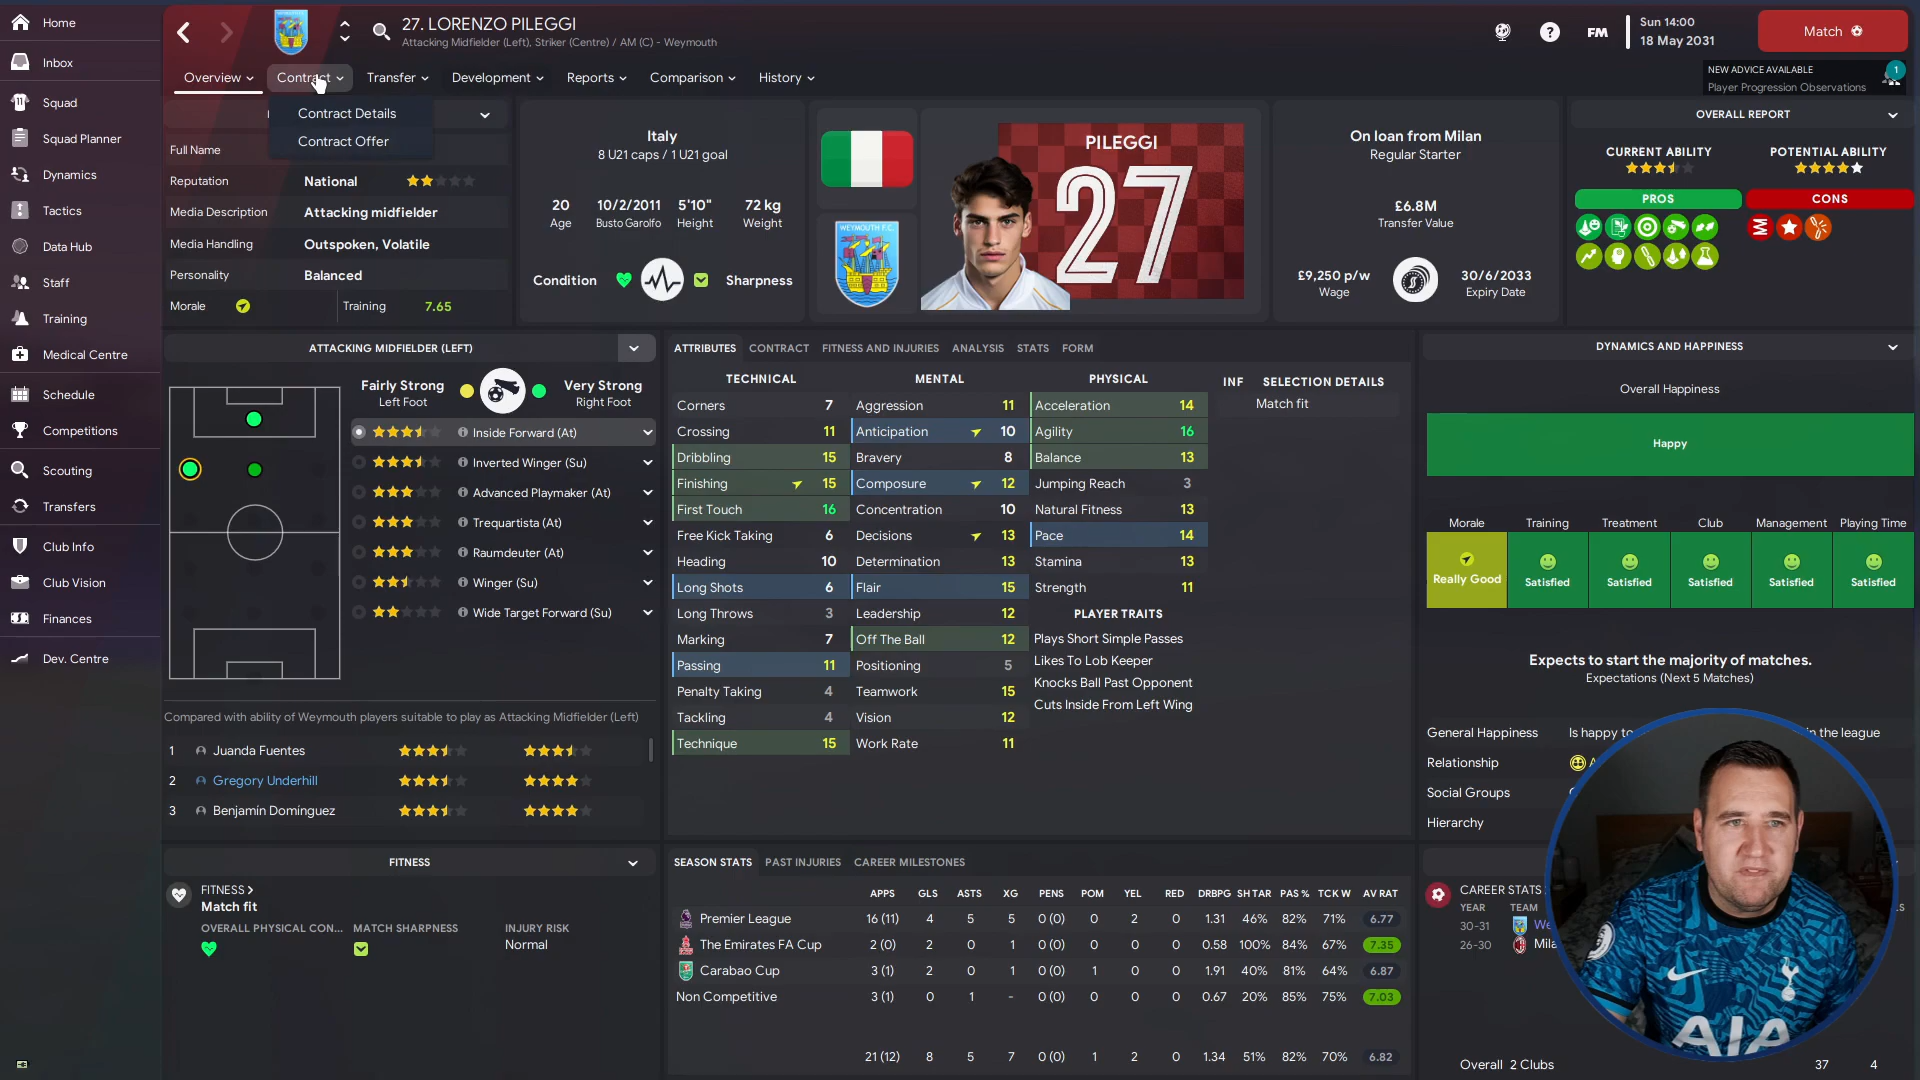 Home
Inbox
Squad
Squad Planner
Dynamics
Tactics
Data Hub
Staff
Training
Medical Centre
Schedule
Competitions
Scouting
Transfers
Club Info
Club Vision
Finances
Dev. Centre
27. LORENZO PILEGGI
Attacking Midfielder (Left), Striker (Centre) / AM (C) - Weymouth
FM
Sun 14:00
18 May 2031
Match
Overview
Contract
Transfer
Development
Reports
Comparison
History
Contract Details
Contract Offer
NEW ADVICE AVAILABLE
Player Progression Observations
1
Full Name
Reputation National
Media Description Attacking midfielder
Media Handling Outspoken, Volatile
Personality Balanced
Morale Training 7.65
Italy
8 U21 caps / 1 U21 goal
20 10/2/2011 5'10" 72 kg
Age Busto Garolfo Height Weight
Condition Sharpness
WEYMOUTH F.C.
PILEGGI
27
On loan from Milan
Regular Starter
£6.8M
Transfer Value
£9,250 p/w 30/6/2033
Wage Expiry Date
OVERALL REPORT
CURRENT ABILITY POTENTIAL ABILITY
PROS CONS
ATTACKING MIDFIELDER (LEFT)
Fairly Strong Very Strong
Left Foot Right Foot
Inside Forward (At)
Inverted Winger (Su)
Advanced Playmaker (At)
Trequartista (At)
Raumdeuter (At)
Winger (Su)
Wide Target Forward (Su)
Compared with ability of Weymouth players suitable to play as Attacking Midfielder (Left)
1 Juanda Fuentes
2 Gregory Underhill
3 Benjamín Domínguez
FITNESS
FITNESS
Match fit
OVERALL PHYSICAL CON... MATCH SHARPNESS INJURY RISK
Normal
ATTRIBUTES CONTRACT FITNESS AND INJURIES ANALYSIS STATS FORM
TECHNICAL MENTAL PHYSICAL INF SELECTION DETAILS
Corners 7 Aggression 11 Acceleration 14 Match fit
Crossing 11 Anticipation 10 Agility 16
Dribbling 15 Bravery 8 Balance 13
Finishing 15 Composure 12 Jumping Reach 3
First Touch 16 Concentration 10 Natural Fitness 13
Free Kick Taking 6 Decisions 13 Pace 14
Heading 10 Determination 13 Stamina 13
Long Shots 6 Flair 15 Strength 11
Long Throws 3 Leadership 12 PLAYER TRAITS
Marking 7 Off The Ball 12 Plays Short Simple Passes
Passing 11 Positioning 5 Likes To Lob Keeper
Penalty Taking 4 Teamwork 15 Knocks Ball Past Opponent
Tackling 4 Vision 12 Cuts Inside From Left Wing
Technique 15 Work Rate 11
SEASON STATS PAST INJURIES CAREER MILESTONES
APPS GLS ASTS XG PENS POM YEL RED DRBPG SH TAR PAS % TCK W AV RAT
Premier League 16 (11) 4 5 5 0 (0) 0 2 0 1.31 46% 82% 71% 6.77
The Emirates FA Cup 2 (0) 2 0 1 0 (0) 0 0 0 0.58 100% 84% 67% 7.35
Carabao Cup 3 (1) 2 0 1 0 (0) 1 0 0 1.91 40% 81% 64% 6.87
Non Competitive 3 (1) 0 1 - 0 (0) 0 0 0 0.67 20% 85% 75% 7.03
21 (12) 8 5 7 0 (0) 1 2 0 1.34 51% 82% 70% 6.82
DYNAMICS AND HAPPINESS
Overall Happiness
Happy
Morale Training Treatment Club Management Playing Time
Really Good Satisfied Satisfied Satisfied Satisfied Satisfied
Expects to start the majority of matches.
Expectations (Next 5 Matches)
General Happiness Is happy to in the league
Relationship
Social Groups
Hierarchy
CAREER STATS
YEAR TEAM
30-31 We
26-30 Mila
Overall 2 Clubs 37 4
AIA